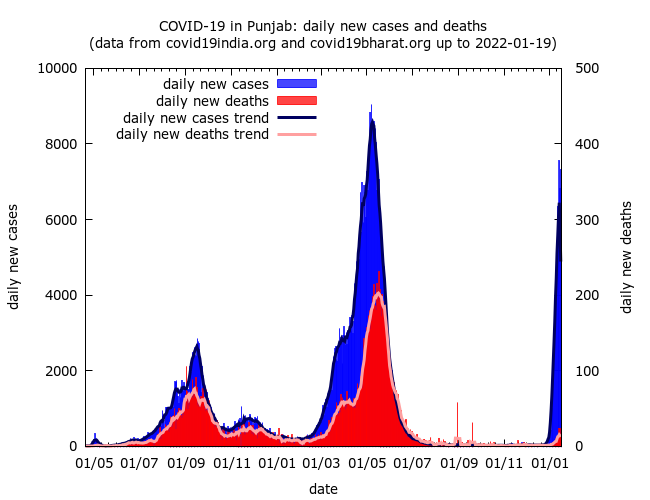 COVID-19 in Punjab: daily new cases and deaths
(data from covid19india.org and covid19bharat.org up to 2022-01-19)
daily new cases
daily new deaths
daily new cases trend
daily new deaths trend
10000
8000
6000
4000
2000
0
500
400
300
200
100
0
daily new cases
daily new deaths
01/05 01/07 01/09 01/11 01/01 01/03 01/05 01/07 01/09 01/11 01/01
date